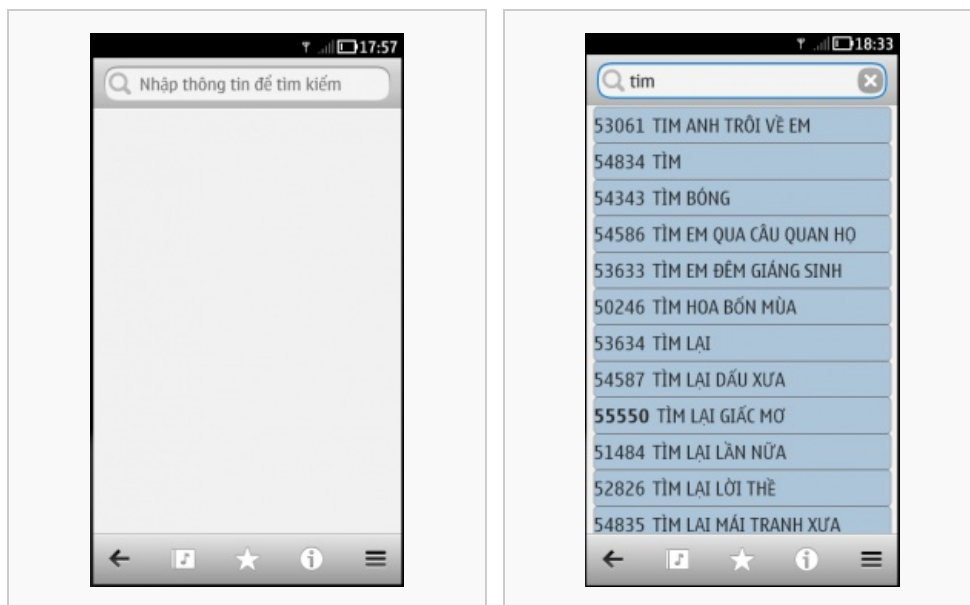 17:57
Nhập thông tin để tìm kiếm
18:33
tim
53061 TIM ANH TRÔI VỀ EM
54834 TÌM
54343 TÌM BÓNG
54586 TÌM EM QUA CÂU QUAN HỌ
53633 TÌM EM ĐÊM GIÁNG SINH
50246 TÌM HOA BỐN MÙA
53634 TÌM LẠI
54587 TÌM LẠI DẤU XƯA
55550 TÌM LẠI GIẤC MƠ
51484 TÌM LẠI LẦN NỮA
52826 TÌM LẠI LỜI THỀ
54835 TÌM LẠI MÁI TRANH XƯA